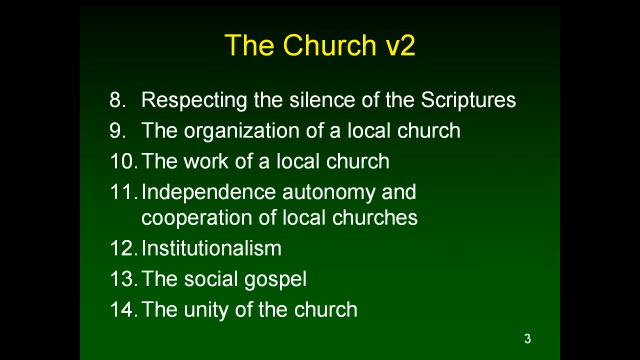 The Church v2
8. Respecting the silence of the Scriptures
9. The organization of a local church
10. The work of a local church
11. Independence autonomy and
cooperation of local churches
12. Institutionalism
13. The social gospel
14. The unity of the church
3